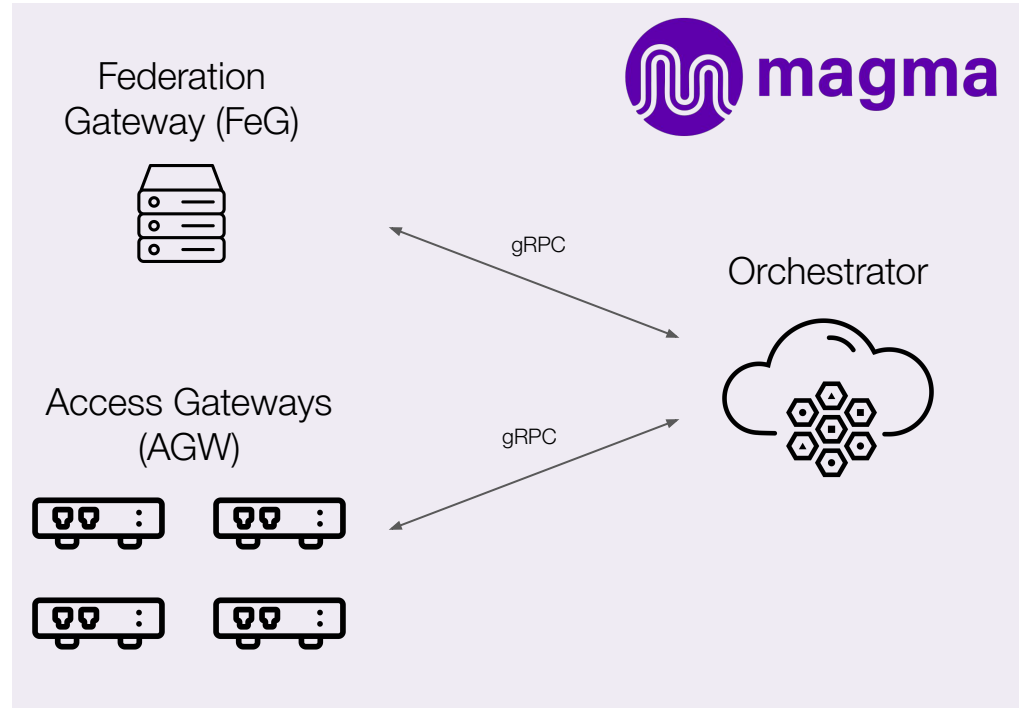 magma
Federation
Gateway (FeG)
gRPC
Orchestrator
Access Gateways
(AGW)
gRPC